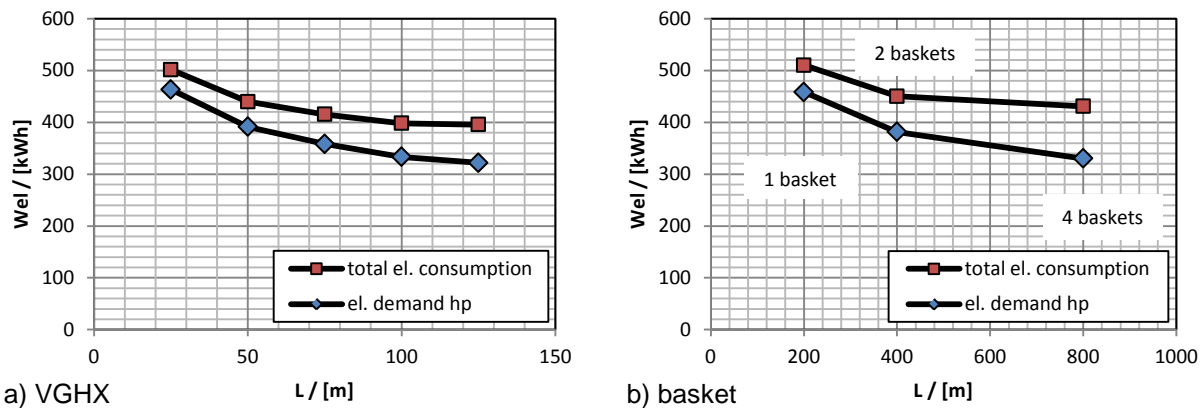 600
500
400
300
200
100
0
Wel / [kWh]
total el. consumption
el. demand hp
0 50 100 150
L / [m]
a) VGHX
600
500
400
300
200
100
0
Wel / [kWh]
2 baskets
1 basket
4 baskets
total el. consumption
el. demand hp
0 200 400 600 800 1000
L / [m]
b) basket